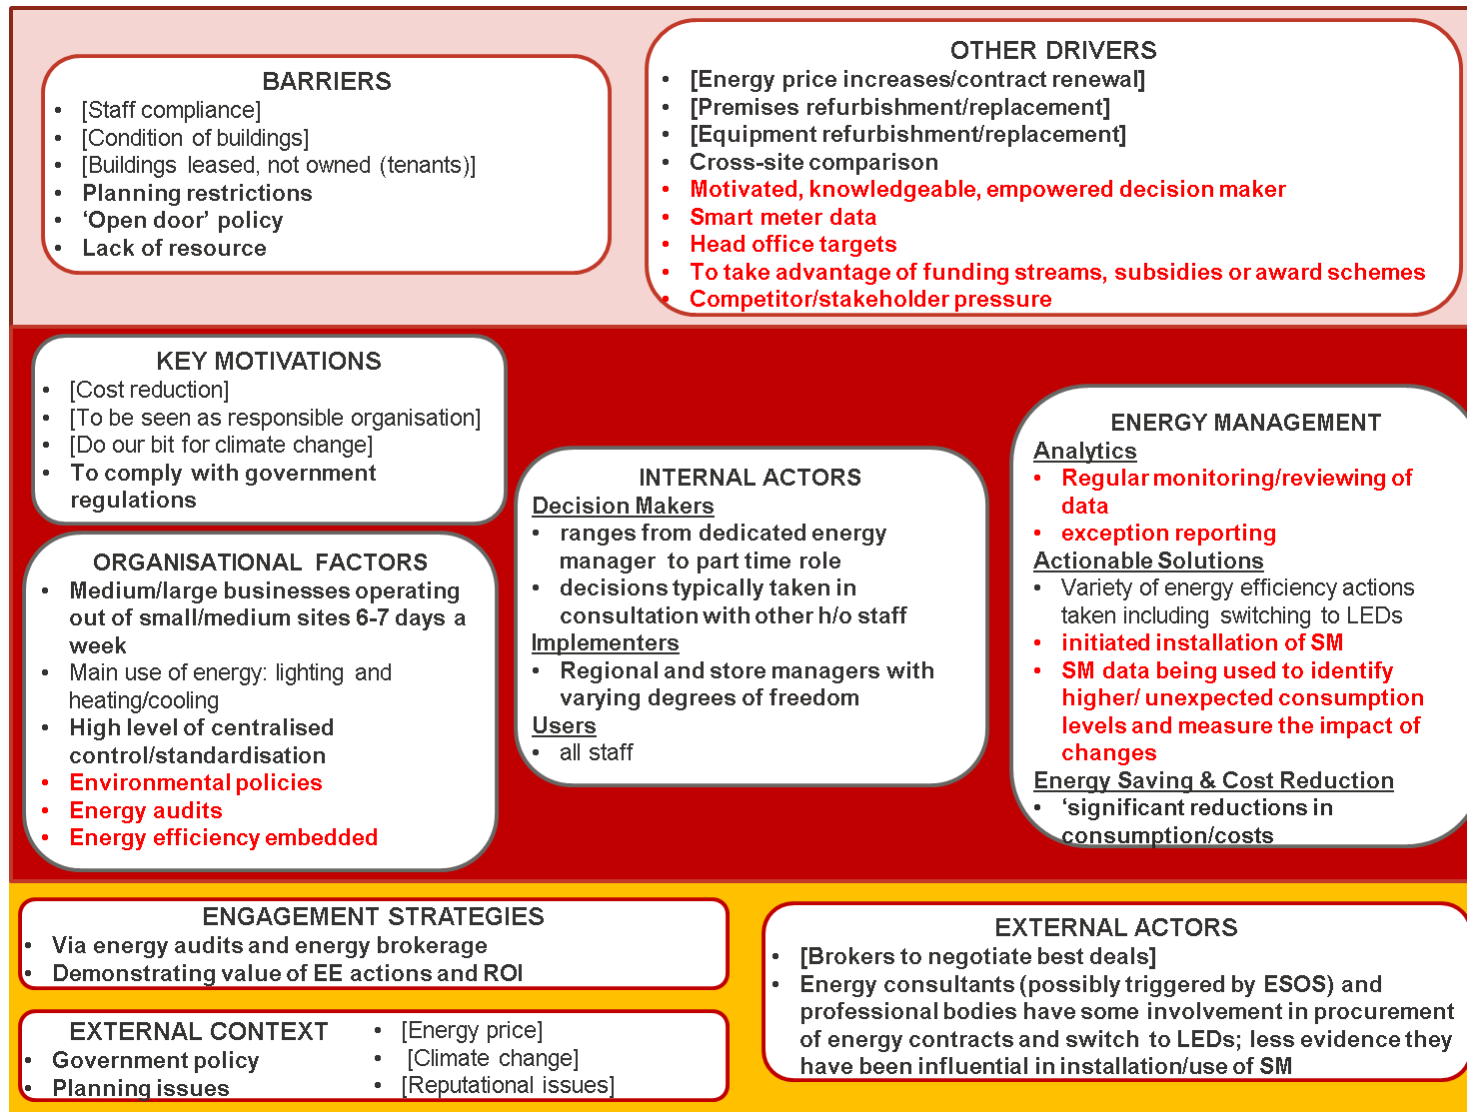 BARRIERS
• [Staff compliance]
• [Condition of buildings]
• [Buildings leased, not owned (tenants)]
• Planning restrictions
• ‘Open door’ policy
• Lack of resource
OTHER DRIVERS
• [Energy price increases/contract renewal]
• [Premises refurbishment/replacement]
• [Equipment refurbishment/replacement]
• Cross-site comparison
• Motivated, knowledgeable, empowered decision maker
• Smart meter data
• Head office targets
• To take advantage of funding streams, subsidies or award schemes
• Competitor/stakeholder pressure
KEY MOTIVATIONS
• [Cost reduction]
• [To be seen as responsible organisation]
• [Do our bit for climate change]
• To comply with government
regulations
ORGANISATIONAL FACTORS
• Medium/large businesses operating
out of small/medium sites 6-7 days a
week
• Main use of energy: lighting and
heating/cooling
• High level of centralised
control/standardisation
• Environmental policies
• Energy audits
• Energy efficiency embedded
INTERNAL ACTORS
Decision Makers
• ranges from dedicated energy
manager to part time role
• decisions typically taken in
consultation with other h/o staff
Implementers
• Regional and store managers with
varying degrees of freedom
Users
• all staff
ENERGY MANAGEMENT
Analytics
• Regular monitoring/reviewing of
data
• exception reporting
Actionable Solutions
• Variety of energy efficiency actions
taken including switching to LEDs
• initiated installation of SM
• SM data being used to identify
higher/ unexpected consumption
levels and measure the impact of
changes
Energy Saving & Cost Reduction
• ‘significant reductions in
consumption/costs
ENGAGEMENT STRATEGIES
• Via energy audits and energy brokerage
• Demonstrating value of EE actions and ROI
EXTERNAL CONTEXT
• Government policy
• Planning issues
• [Energy price]
• [Climate change]
• [Reputational issues]
EXTERNAL ACTORS
• [Brokers to negotiate best deals]
• Energy consultants (possibly triggered by ESOS) and
professional bodies have some involvement in procurement
of energy contracts and switch to LEDs; less evidence they
have been influential in installation/use of SM